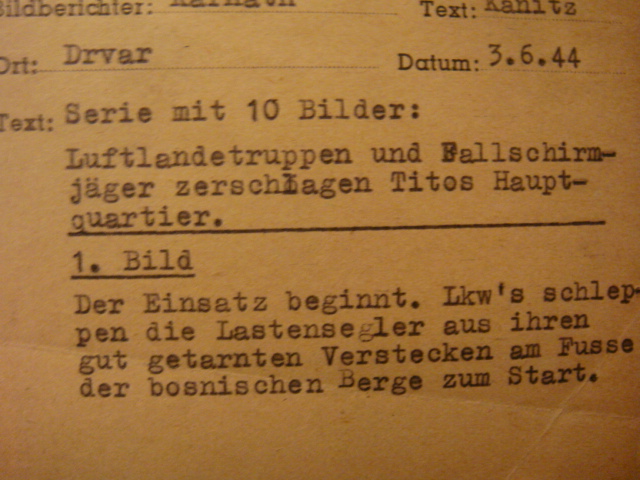 Bildberichter: Karnath Text: Kanitz
Ort: Drvar Datum: 3.6.44
Text: Serie mit 10 Bilder:
Luftlandetruppen und Fallschirm-
jäger zerschlagen Titos Haupt-
quartier.
1. Bild
Der Einsatz beginnt. Lkw's schlep-
pen die Lastensegler aus ihren
gut getarnten Verstecken am Fusse
der bosnischen Berge zum Start.